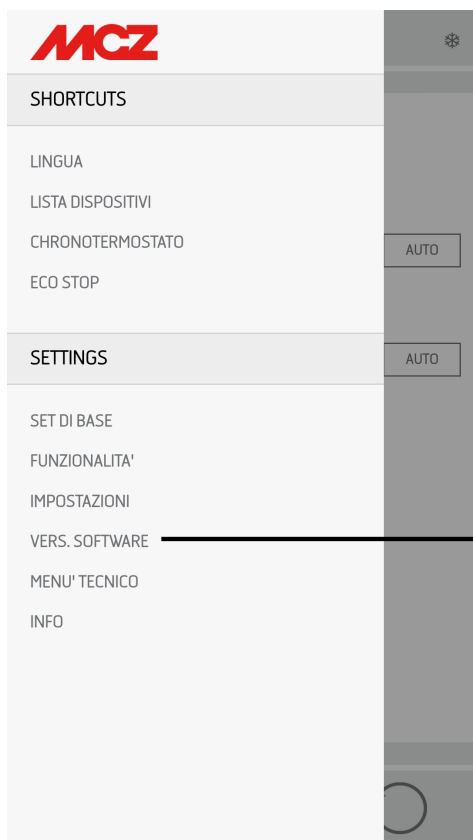 MCZ
SHORTCUTS
LINGUA
LISTA DISPOSITIVI
CHRONOTERMOSTATO
AUTO
ECO STOP
SETTINGS
AUTO
SET DI BASE
FUNZIONALITA'
IMPOSTAZIONI
VERS. SOFTWARE
MENU' TECNICO
INFO